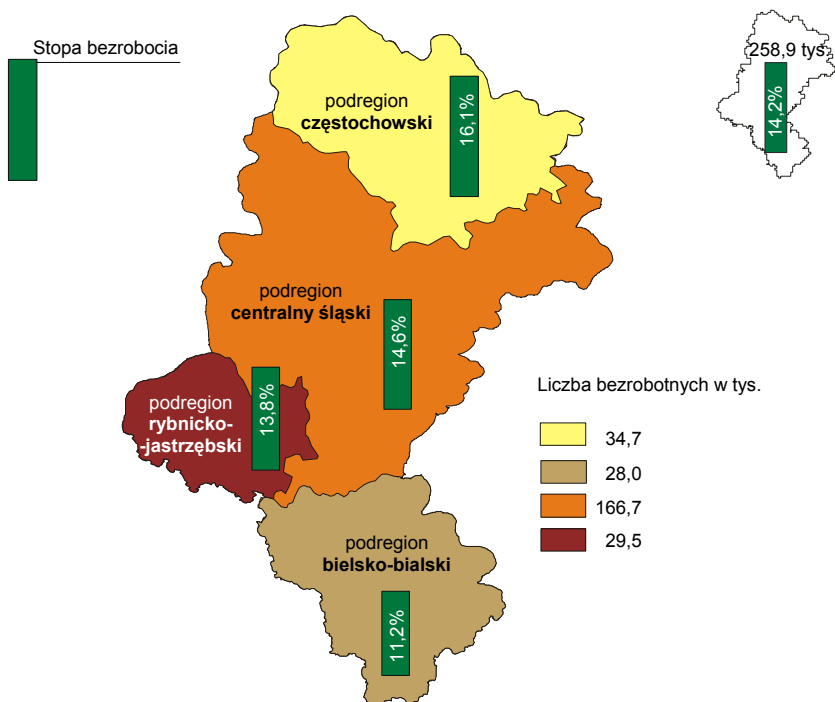 Stopa bezrobocia
258,9 tys.
14,2%
podregion
częstochowski
16,1%
podregion
centralny śląski
14,6%
podregion
rybnicko-
-jastrzębski
13,8%
podregion
bielsko-bialski
11,2%
Liczba bezrobotnych w tys.
34,7
28,0
166,7
29,5